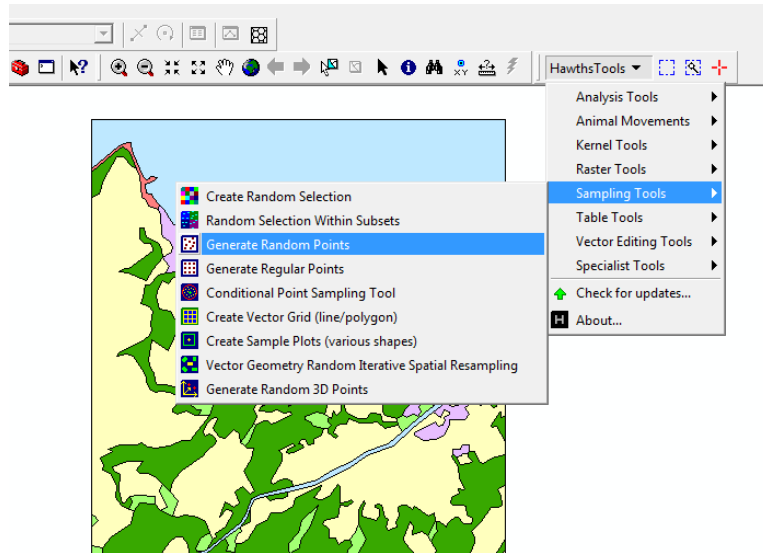 XY
HawthsTools
Analysis Tools
Animal Movements
Kernel Tools
Raster Tools
Sampling Tools
Table Tools
Vector Editing Tools
Specialist Tools
Check for updates...
H About...
Create Random Selection
Random Selection Within Subsets
Generate Random Points
Generate Regular Points
Conditional Point Sampling Tool
Create Vector Grid (line/polygon)
Create Sample Plots (various shapes)
Vector Geometry Random Iterative Spatial Resampling
Generate Random 3D Points